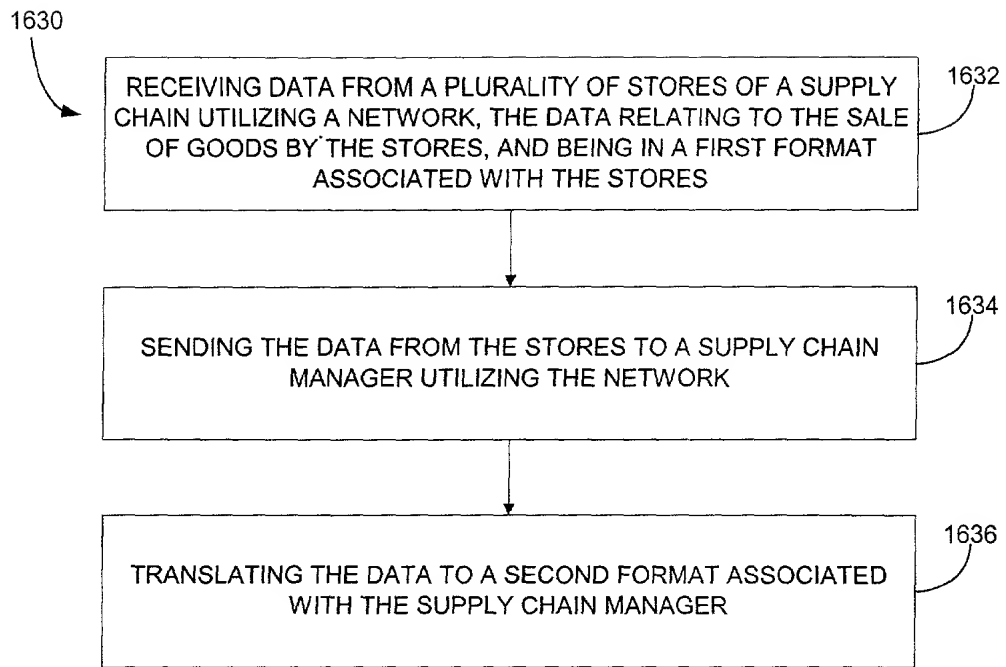 1630
1632
RECEIVING DATA FROM A PLURALITY OF STORES OF A SUPPLY
CHAIN UTILIZING A NETWORK, THE DATA RELATING TO THE SALE
OF GOODS BY THE STORES, AND BEING IN A FIRST FORMAT
ASSOCIATED WITH THE STORES
1634
SENDING THE DATA FROM THE STORES TO A SUPPLY CHAIN
MANAGER UTILIZING THE NETWORK
1636
TRANSLATING THE DATA TO A SECOND FORMAT ASSOCIATED
WITH THE SUPPLY CHAIN MANAGER